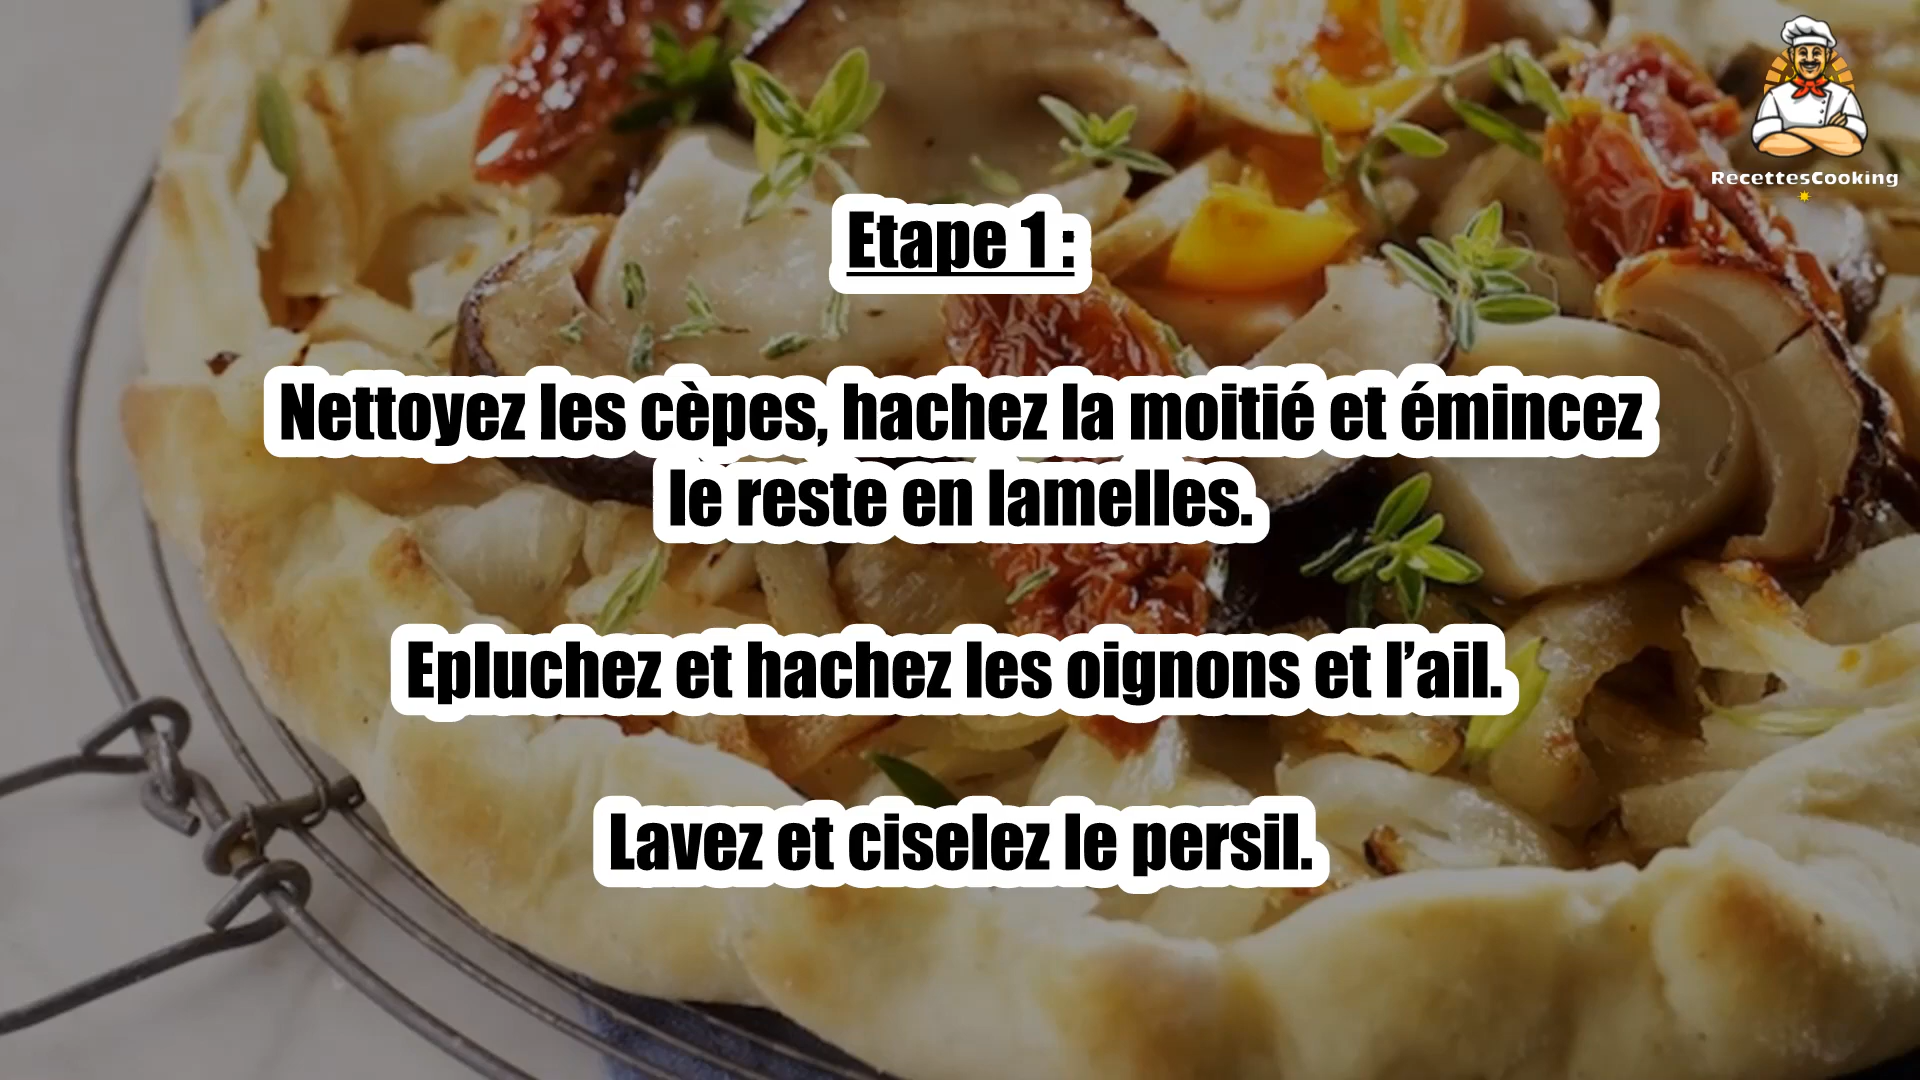 RecettesCooking
Etape 1 :
Nettoyez les cèpes, hachez la moitié et émincez
le reste en lamelles.
Epluchez et hachez les oignons et l’ail.
Lavez et ciselez le persil.